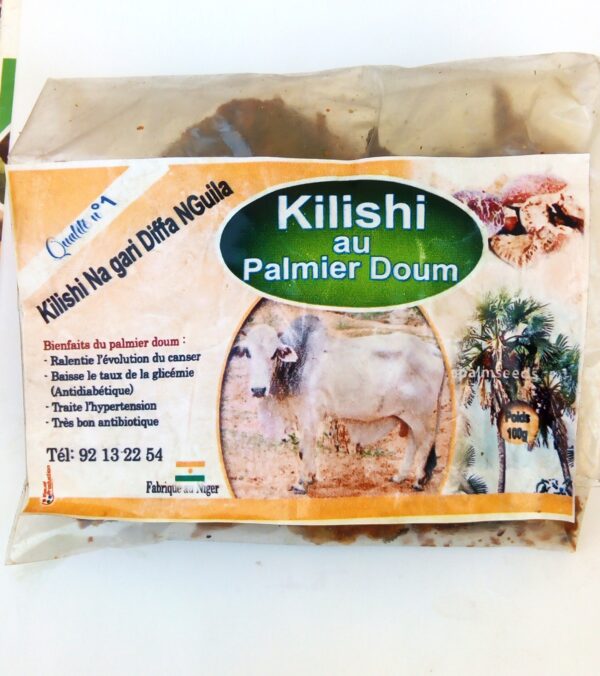 Qualité n°1
Kilishi Na gari Diffa NGuila
Kilishi
au
Palmier Doum
Bienfaits du palmier doum :
- Ralentie l'évolution du canser
- Baisse le taux de la glicémie
(Antidiabétique)
- Traite l'hypertension
- Très bon antibiotique
Tél: 92 13 22 54
Fabriqué au Niger
palmseeds
Poids
100g